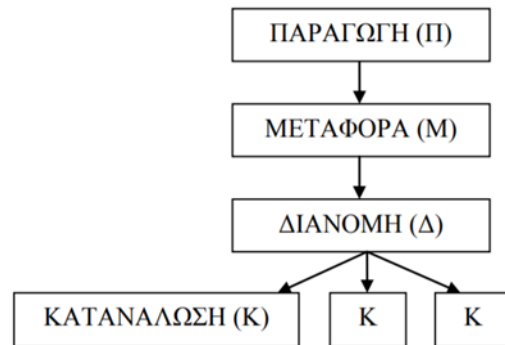 ΠΑΡΑΓΩΓΗ (Π)
ΜΕΤΑΦΟΡΑ (Μ)
ΔΙΑΝΟΜΗ (Δ)
ΚΑΤΑΝΑΛΩΣΗ (Κ) Κ Κ